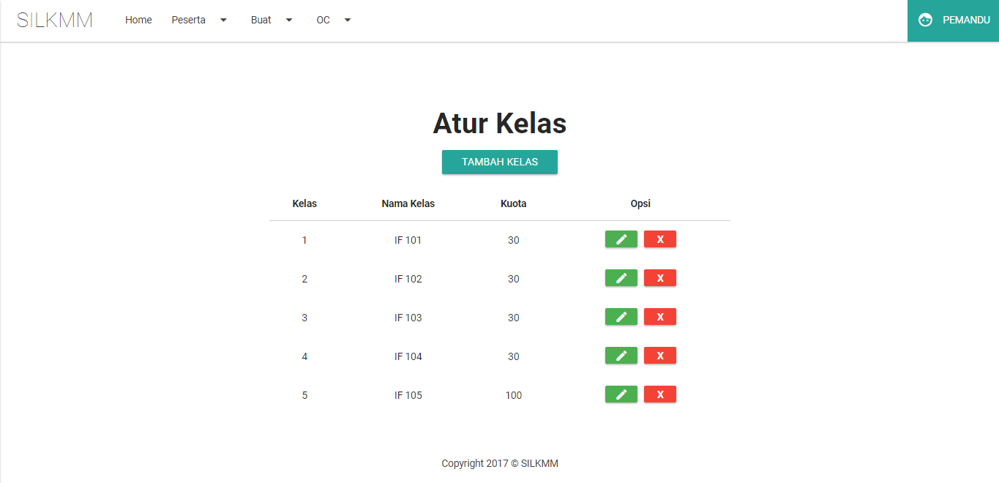 SILKMM Home Peserta Buat OC PEMANDU
Atur Kelas
TAMBAH KELAS
Kelas Nama Kelas Kuota Opsi
1 IF 101 30 X
2 IF 102 30 X
3 IF 103 30 X
4 IF 104 30 X
5 IF 105 100 X
Copyright 2017 © SILKMM